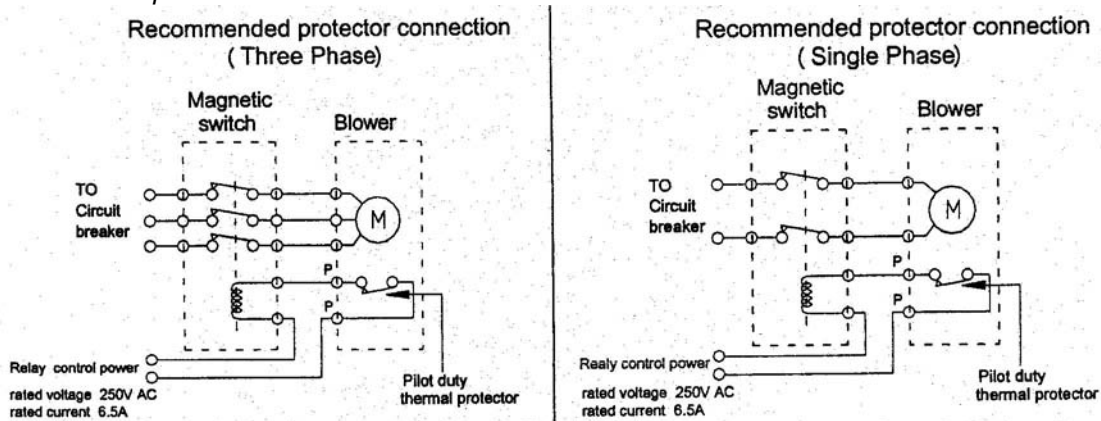 Recommended protector connection
( Three Phase)
Magnetic
switch
Blower
TO
Circuit
breaker
M
P
P
Relay control power
rated voltage 250V AC
rated current 6.5A
Pilot duty
thermal protector
Recommended protector connection
( Single Phase)
Magnetic
switch
Blower
TO
Circuit
breaker
M
P
P
Realy control power
rated voltage 250V AC
rated current 6.5A
Pilot duty
thermal protector